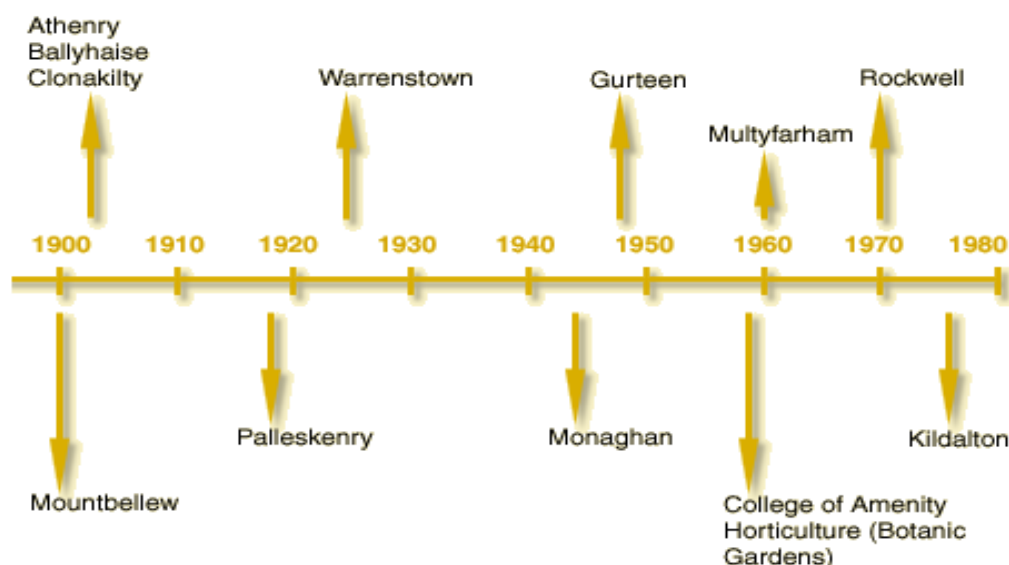 Athenry
Ballyhaise
Clonakilty
Warrenstown
Gurteen
Multyfarham
Rockwell
1900 1910 1920 1930 1940 1950 1960 1970 1980
Palleskenry
Monaghan
Kildalton
Mountbellew
College of Amenity
Horticulture (Botanic
Gardens)